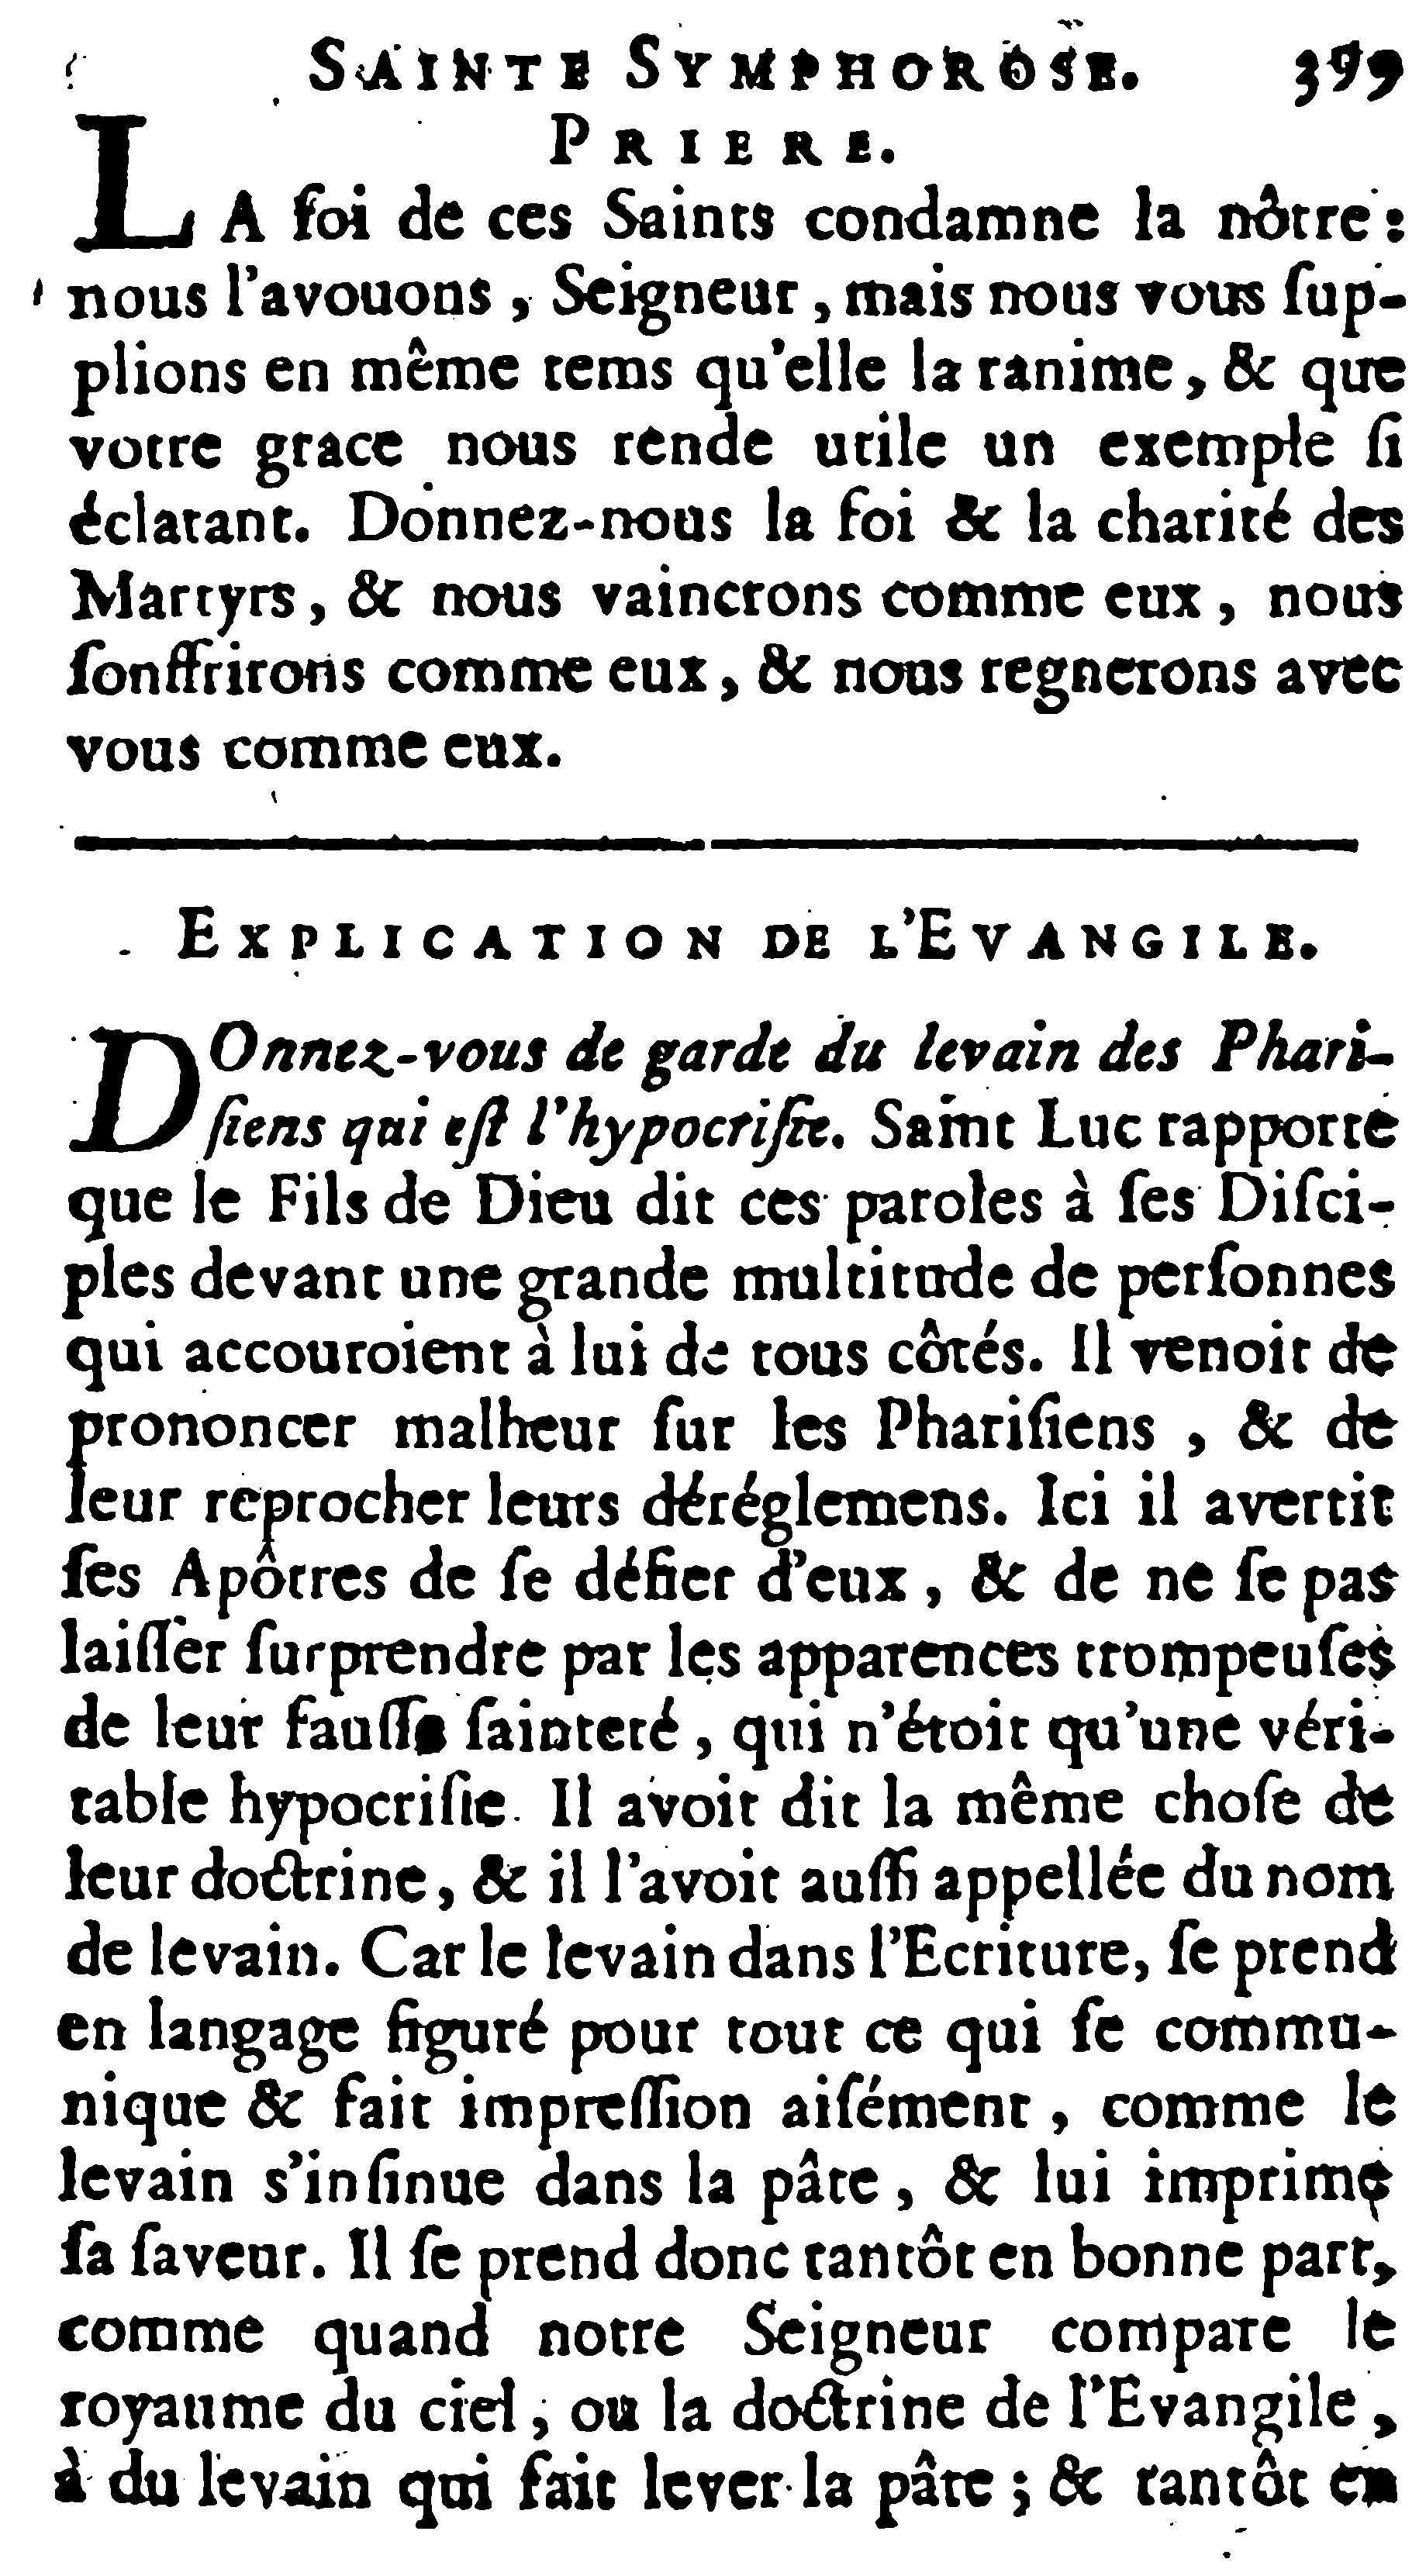 SAINTE SYMPHOROSE. 399
PRIERE.
LA foi de ces Saints condamne la nôtre :
nous l'avouons , Seigneur , mais nous vous ſup-
plions en même tems qu'elle la ranime , & que
votre grace nous rende utile un exemple ſi
éclatant. Donnez-nous la foi & la charité des
Martyrs , & nous vaincrons comme eux , nous
ſonffrirons comme eux , & nous regnerons avec
vous comme eux.
EXPLICATION DE L'EVANGILE.
DOnnez-vous de garde du levain des Phari-
ſiens qui eſt l'hypocriſie. Saint Luc rapporte
que le Fils de Dieu dit ces paroles à ſes Diſci-
ples devant une grande multitude de perſonnes
qui accouroient à lui de tous côtés. Il venoit de
prononcer malheur ſur les Phariſiens , & de
leur reprocher leurs déréglemens. Ici il avertit
ſes Apôtres de ſe défier d'eux , & de ne ſe pas
laiſſer ſurprendre par les apparences trompeuſes
de leur fauſſe ſainteté , qui n'étoit qu'une véri-
table hypocriſie. Il avoit dit la même choſe de
leur doctrine , & il l'avoit auſſi appellée du nom
de levain. Car le levain dans l'Ecriture, ſe prend
en langage figuré pour tout ce qui ſe commu-
nique & fait impreſſion aiſément , comme le
levain s'inſinue dans la pâte , & lui imprime
ſa ſaveur. Il ſe prend donc tantôt en bonne part,
comme quand notre Seigneur compare le
royaume du ciel , ou la doctrine de l'Evangile ,
à du levain qui fait lever la pâte ; & tantôt en